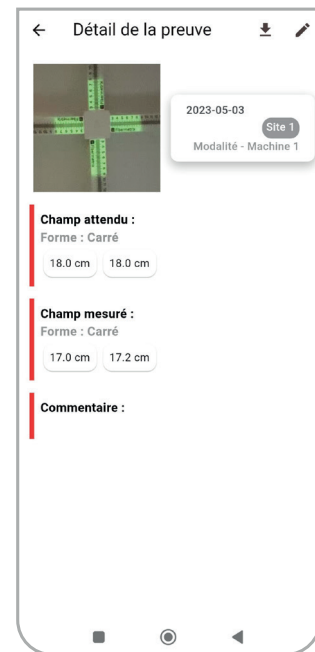 Détail de la preuve
2023-05-03
Site 1
Modalité - Machine 1
Champ attendu :
Forme : Carré
18.0 cm 18.0 cm
Champ mesuré :
Forme : Carré
17.0 cm 17.2 cm
Commentaire :